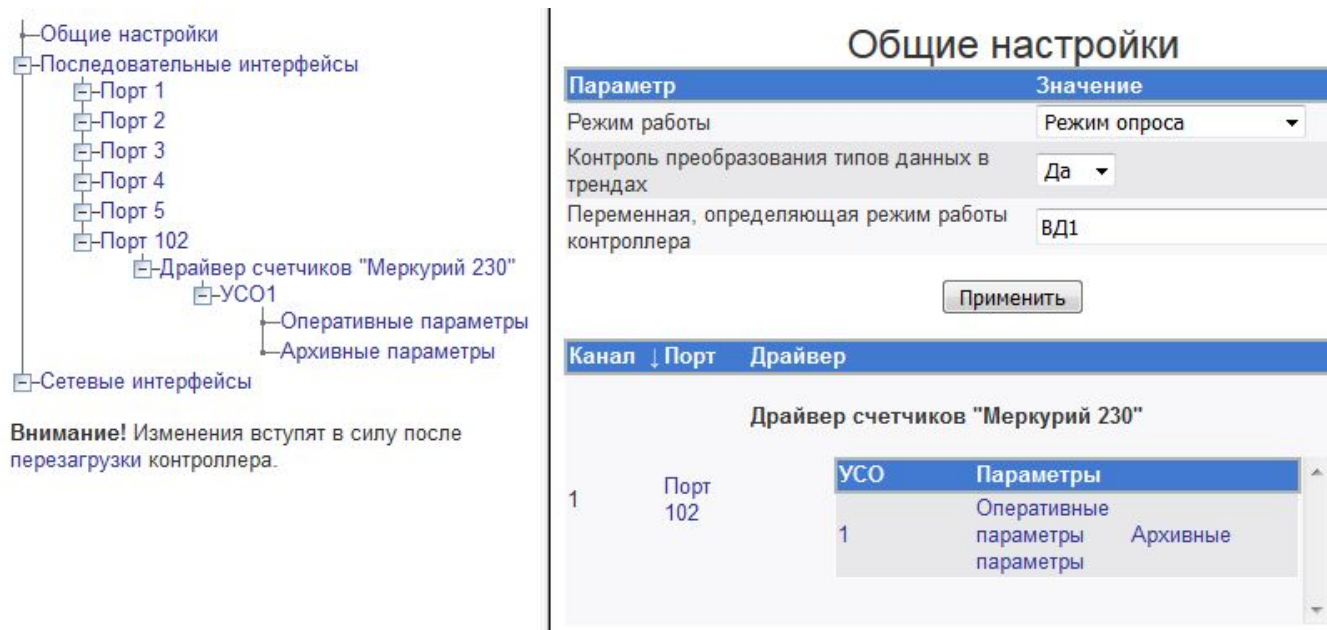 Общие настройки
Последовательные интерфейсы
Порт 1
Порт 2
Порт 3
Порт 4
Порт 5
Порт 102
Драйвер счетчиков "Меркурий 230"
УСО1
Оперативные параметры
Архивные параметры
Сетевые интерфейсы
Внимание! Изменения вступят в силу после
перезагрузки контроллера.
Общие настройки
Параметр Значение
Режим работы Режим опроса
Контроль преобразования типов данных в
трендах
Да
Переменная, определяющая режим работы
контроллера
ВД1
Применить
Канал ↓ Порт Драйвер
Драйвер счетчиков "Меркурий 230"
1
Порт
102
УСО Параметры
1
Оперативные
параметры Архивные
параметры